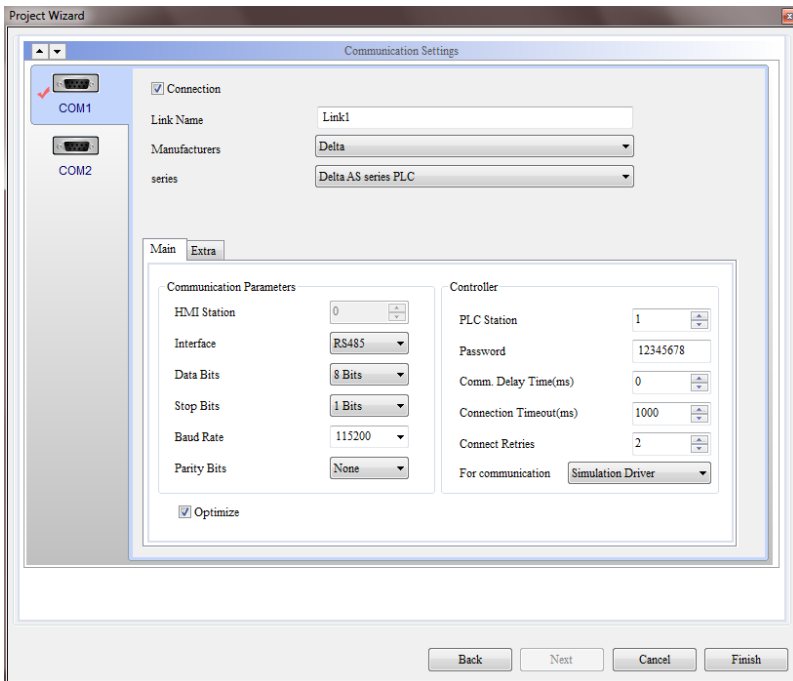 Project Wizard
Communication Settings
COM1
COM2
Connection
Link Name Link1
Manufacturers Delta
series Delta AS series PLC
Main Extra
Communication Parameters
HMI Station 0
Interface RS485
Data Bits 8 Bits
Stop Bits 1 Bits
Baud Rate 115200
Parity Bits None
Optimize
Controller
PLC Station 1
Password 12345678
Comm. Delay Time(ms) 0
Connection Timeout(ms) 1000
Connect Retries 2
For communication Simulation Driver
Back Next Cancel Finish